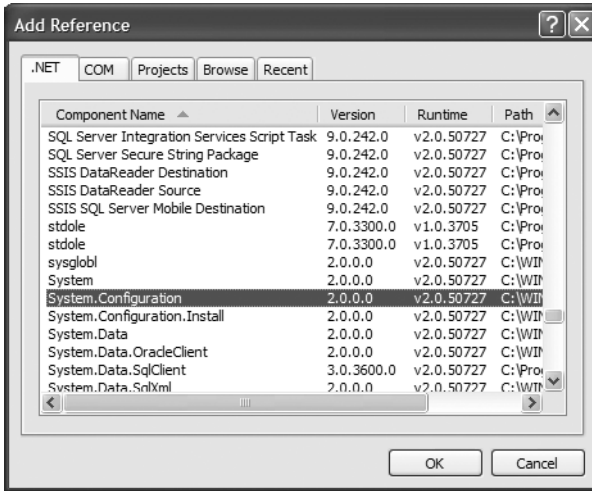 Add Reference
.NET COM Projects Browse Recent
Component Name Version Runtime Path
SQL Server Integration Services Script Task 9.0.242.0 v2.0.50727 C:\Prog
SQL Server Secure String Package 9.0.242.0 v2.0.50727 C:\Prog
SSIS DataReader Destination 9.0.242.0 v2.0.50727 C:\Prog
SSIS DataReader Source 9.0.242.0 v2.0.50727 C:\Prog
SSIS SQL Server Mobile Destination 9.0.242.0 v2.0.50727 C:\Prog
stdole 7.0.3300.0 v1.0.3705 C:\Prog
stdole 7.0.3300.0 v1.0.3705 C:\Prog
sysglobl 2.0.0.0 v2.0.50727 C:\WIN
System 2.0.0.0 v2.0.50727 C:\WIN
System.Configuration 2.0.0.0 v2.0.50727 C:\WIN
System.Configuration.Install 2.0.0.0 v2.0.50727 C:\WIN
System.Data 2.0.0.0 v2.0.50727 C:\WIN
System.Data.OracleClient 2.0.0.0 v2.0.50727 C:\WIN
System.Data.SqlClient 3.0.3600.0 v2.0.50727 C:\Prog
System.Data.SqlXml 2.0.0.0 v2.0.50727 C:\WIN
OK Cancel